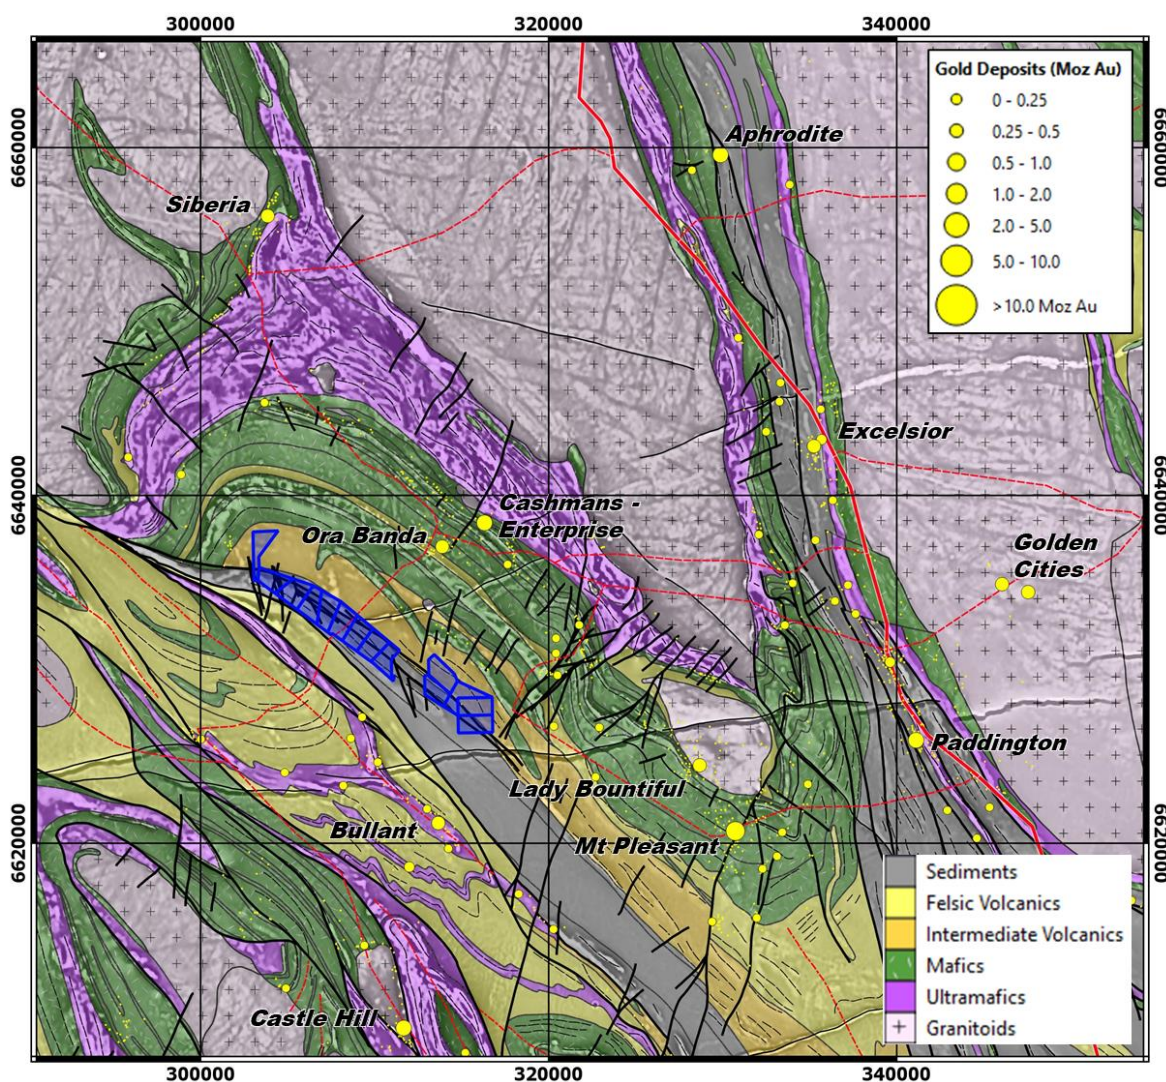 300000
320000
340000
Gold Deposits (Moz Au)
0 - 0.25
0.25 - 0.5
0.5 - 1.0
1.0 - 2.0
2.0 - 5.0
5.0 - 10.0
>10.0 Moz Au
6660000
6660000
Aphrodite
Siberia
Excelsior
6640000
6640000
Cashmans -
Enterprise
Ora Banda
Golden
Cities
Paddington
Lady Bountiful
Bullant
Mt Pleasant
6620000
6620000
Castle Hill
Sediments
Felsic Volcanics
Intermediate Volcanics
Mafics
Ultramafics
Granitoids
300000
320000
340000